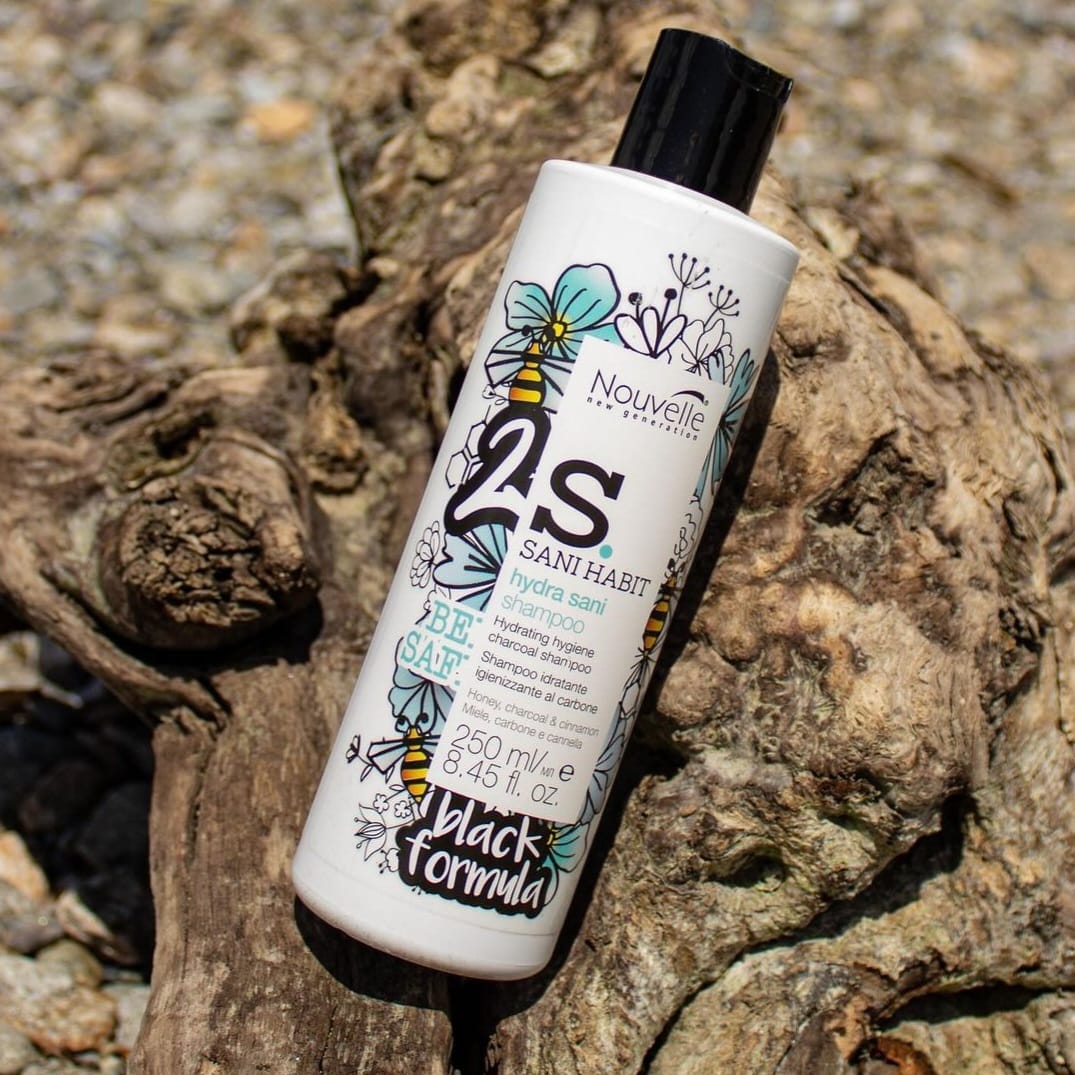 Nouvelle®
new generation
2S.
SANI HABIT
hydra sani
shampoo
Hydrating hygiene
charcoal shampoo
Shampoo idratante
igienizzante al carbone
Honey, charcoal & cinnamon
Miele, carbone e cannella
250 ml/мл e
8.45 fl. oz.
BE.
SAF.
black
formula